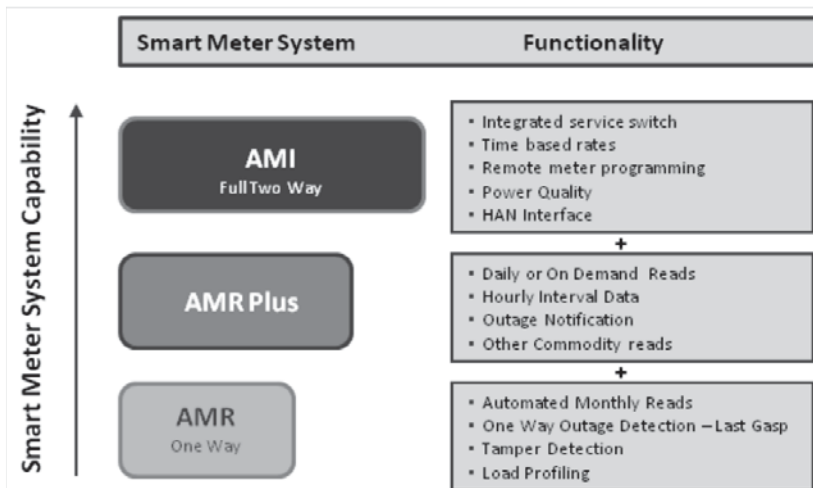 Smart Meter System Functionality
Smart Meter System Capability
AMI
Full Two Way
▪ Integrated service switch
▪ Time based rates
▪ Remote meter programming
▪ Power Quality
▪ HAN Interface
+
AMR Plus
▪ Daily or On Demand Reads
▪ Hourly Interval Data
▪ Outage Notification
▪ Other Commodity reads
+
AMR
One Way
▪ Automated Monthly Reads
▪ One Way Outage Detection – Last Gasp
▪ Tamper Detection
▪ Load Profiling